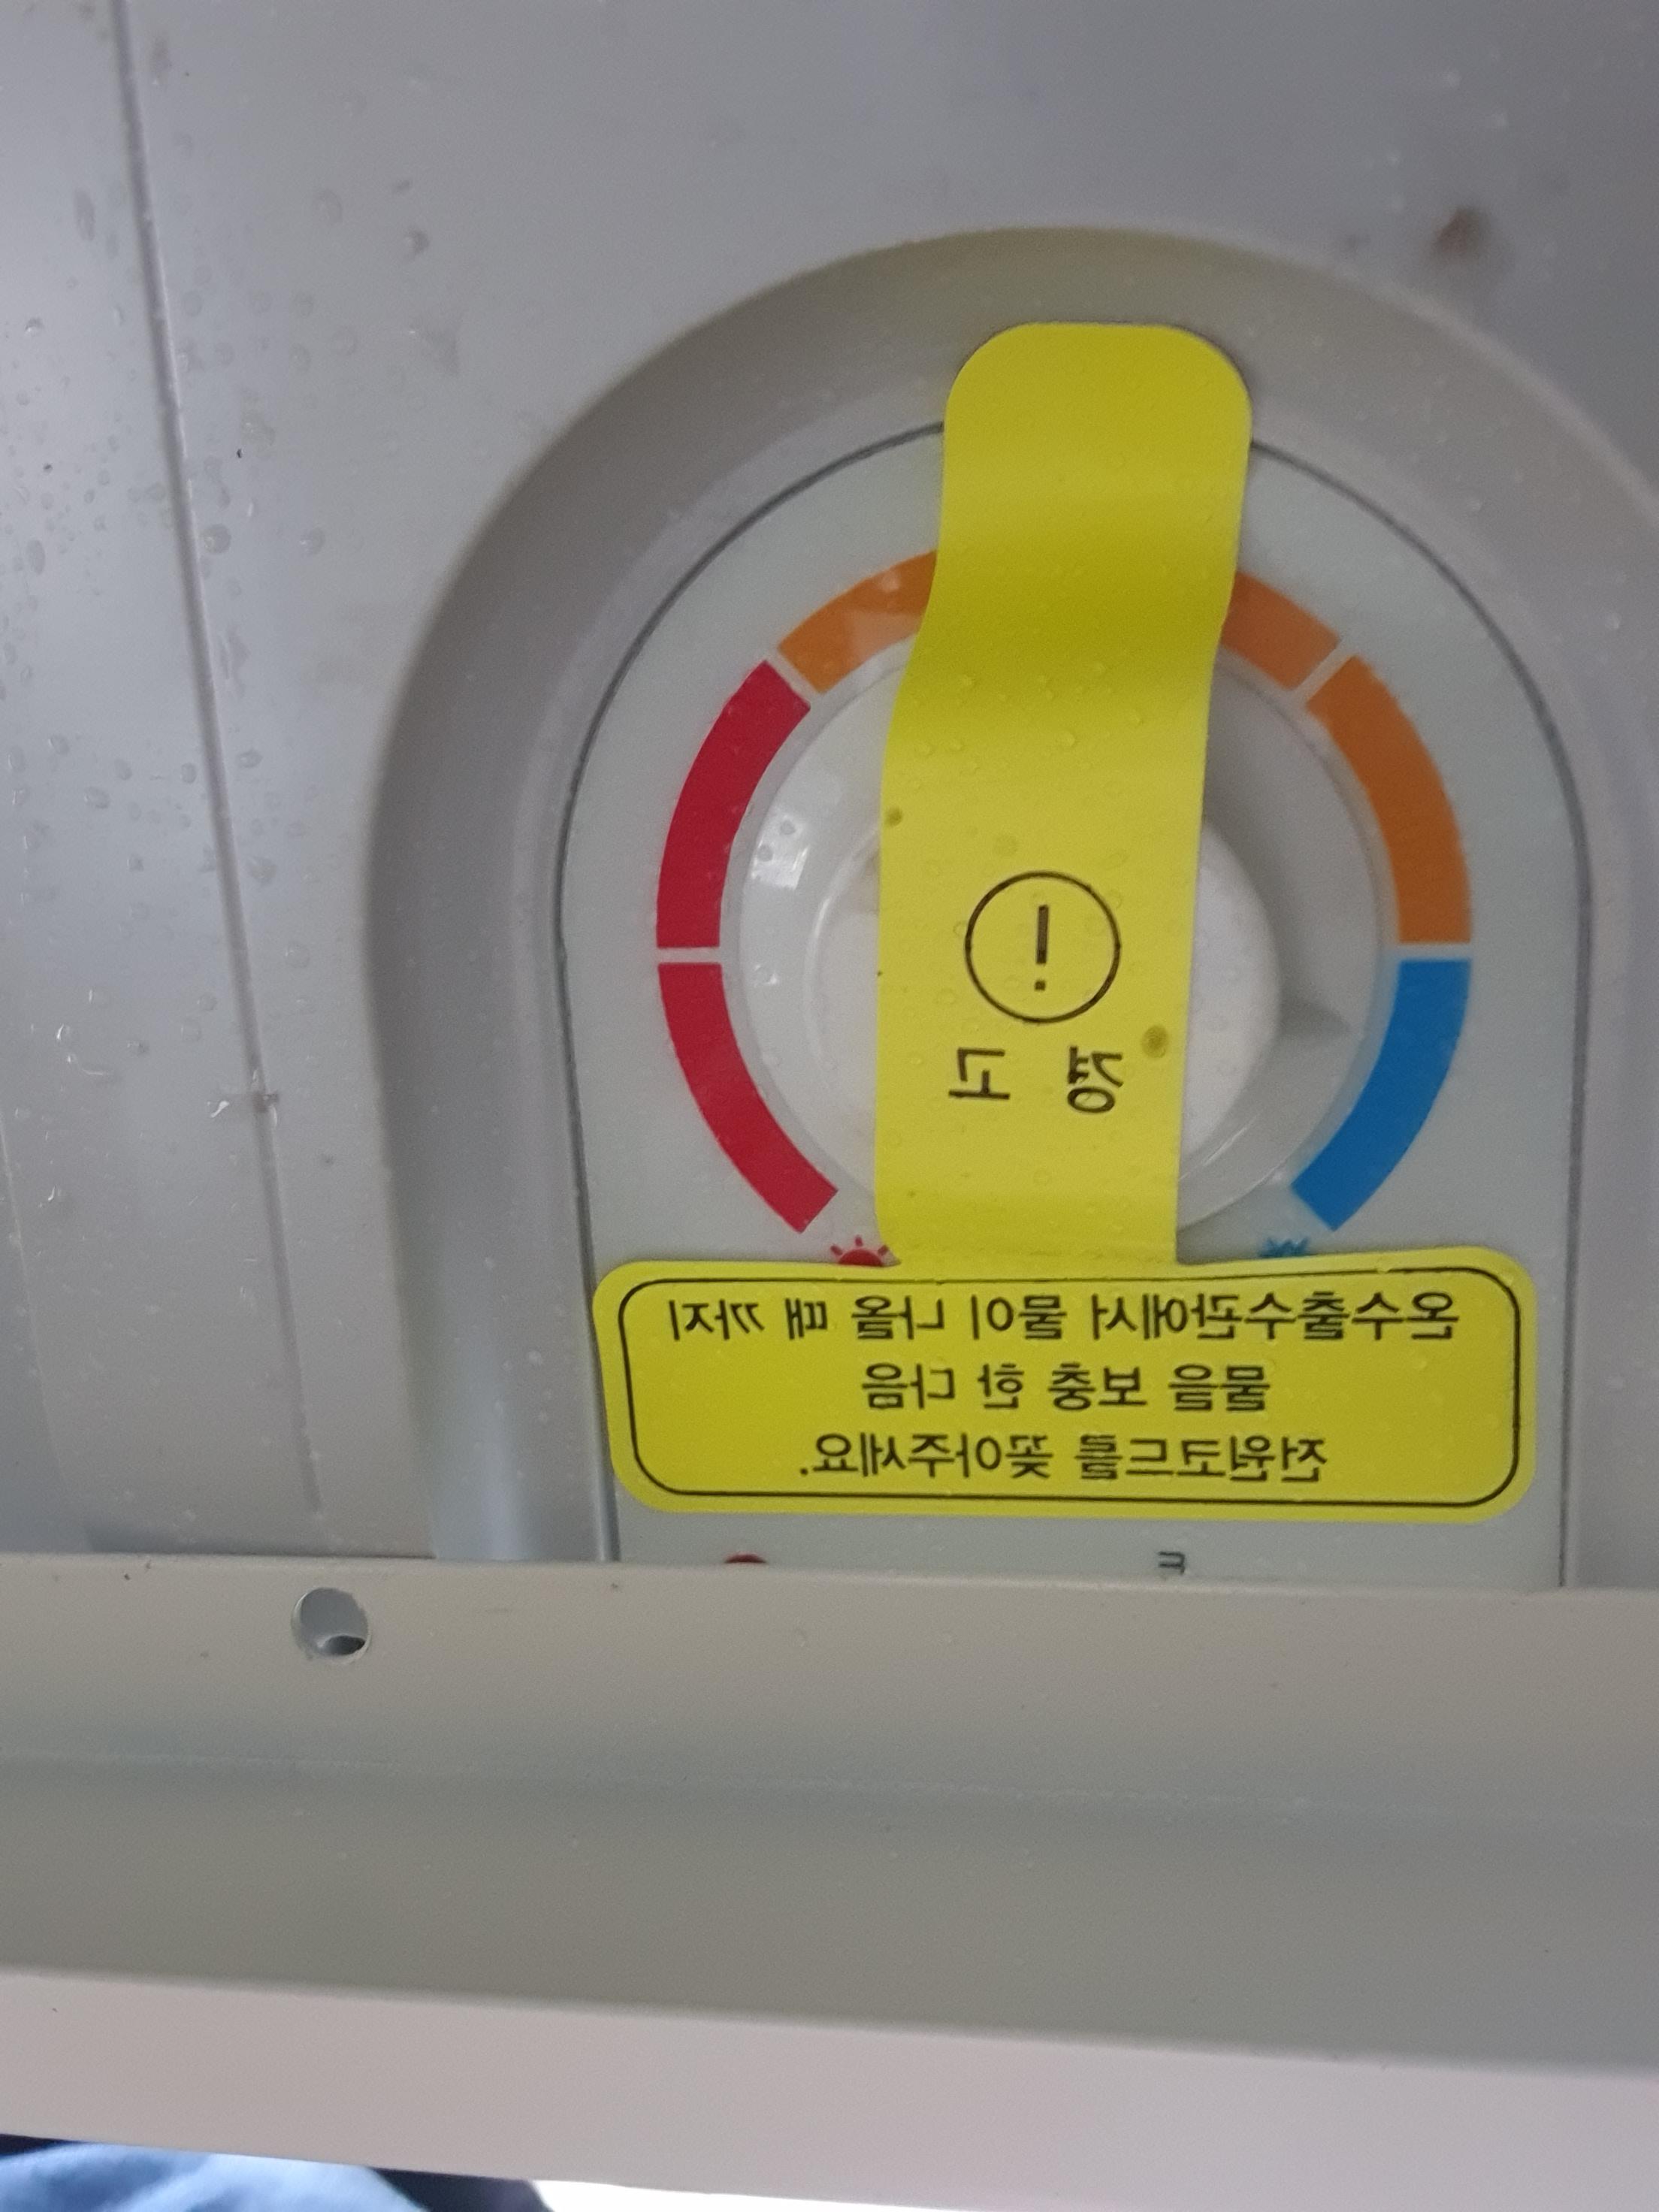 경고
온수출수관에서 물이 나올 때 까지
물을 보충 한 다음
전원코드를 꽂아주세요.